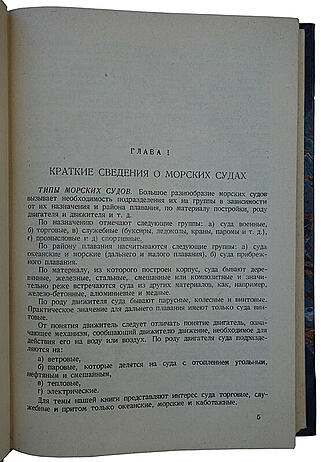 ГЛАВА I
КРАТКИЕ СВЕДЕНИЯ О МОРСКИХ СУДАХ
ТИПЫ МОРСКИХ СУДОВ. Большое разнообразие морских судов
вызывает необходимость подразделения их на группы в зависимости
от их назначения и района плавания, по материалу постройки, роду
двигателя и движителя и т. д.
По назначению отмечают следующие группы: а) суда военные,
б) торговые, в) служебные (буксиры, ледоколы, краны, паромы и т. д.)
г) промысловые и д) спортивные.
По району плавания насчитываются следующие группы: а) суда
океанские и морские (дальнего и малого плавания), б) суда прибреж-
ного плавания.
По материалу, из которого построен корпус, суда бывают дере-
вянные, железные, стальные, смешанные или композитные и значи-
тельно реже встречаются суда из других материалов, как, например,
железо-бетонные, алюминиевые и медные.
По роду движителя суда бывают парусные, колесные и винтовые.
Практическое значение для дальнего плавания имеют только суда вин-
товые.
От понятия движитель следует отличать понятие двигатель, озна-
чающее механизм, сообщающий движителю движение, необходимое для
действия его на воду или воздух. По роду двигателя суда подразде-
ляются на:
а) ветровые,
б) паровые, которые делятся на суда с отоплением угольным,
нефтяным и смешанным,
в) тепловые,
г) электрические.
Для темы нашей книги представляют интерес суда торговые, слу-
жебные и притом только океанские, морские и каботажные.
5